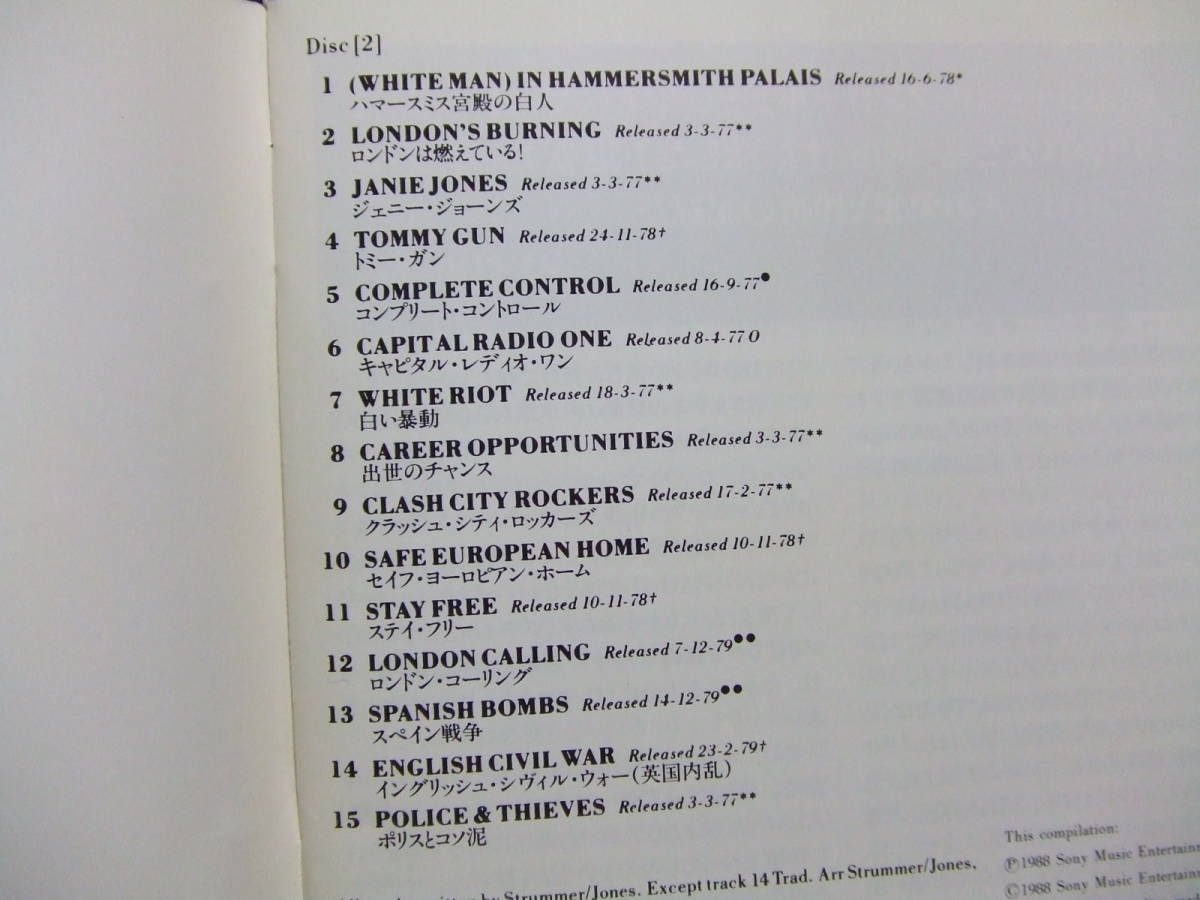 Disc [2]
1 (WHITE MAN) IN HAMMERSMITH PALAIS Released 16-6-78*
ハマースミス宮殿の白人
2 LONDON'S BURNING Released 3-3-77**
ロンドンは燃えている!
3 JANIE JONES Released 3-3-77**
ジェニー・ジョーンズ
4 TOMMY GUN Released 24-11-78†
トミー・ガン
5 COMPLETE CONTROL Released 16-9-77●
コンプリート・コントロール
6 CAPITAL RADIO ONE Released 8-4-77 O
キャピタル・レディオ・ワン
7 WHITE RIOT Released 18-3-77**
白い暴動
8 CAREER OPPORTUNITIES Released 3-3-77**
出世のチャンス
9 CLASH CITY ROCKERS Released 17-2-77**
クラッシュ・シティ・ロッカーズ
10 SAFE EUROPEAN HOME Released 10-11-78†
セイフ・ヨーロピアン・ホーム
11 STAY FREE Released 10-11-78†
ステイ・フリー
12 LONDON CALLING Released 7-12-79●●
ロンドン・コーリング
13 SPANISH BOMBS Released 14-12-79●●
スペイン戦争
14 ENGLISH CIVIL WAR Released 23-2-79†
イングリッシュ・シヴィル・ウォー(英国内乱)
15 POLICE & THIEVES Released 3-3-77**
ポリスとコソ泥
by Strummer/Jones. Except track 14 Trad. Arr Strummer/Jones.
This compilation:
Ⓟ1988 Sony Music Entertainm
©1988 Sony Music Enterta